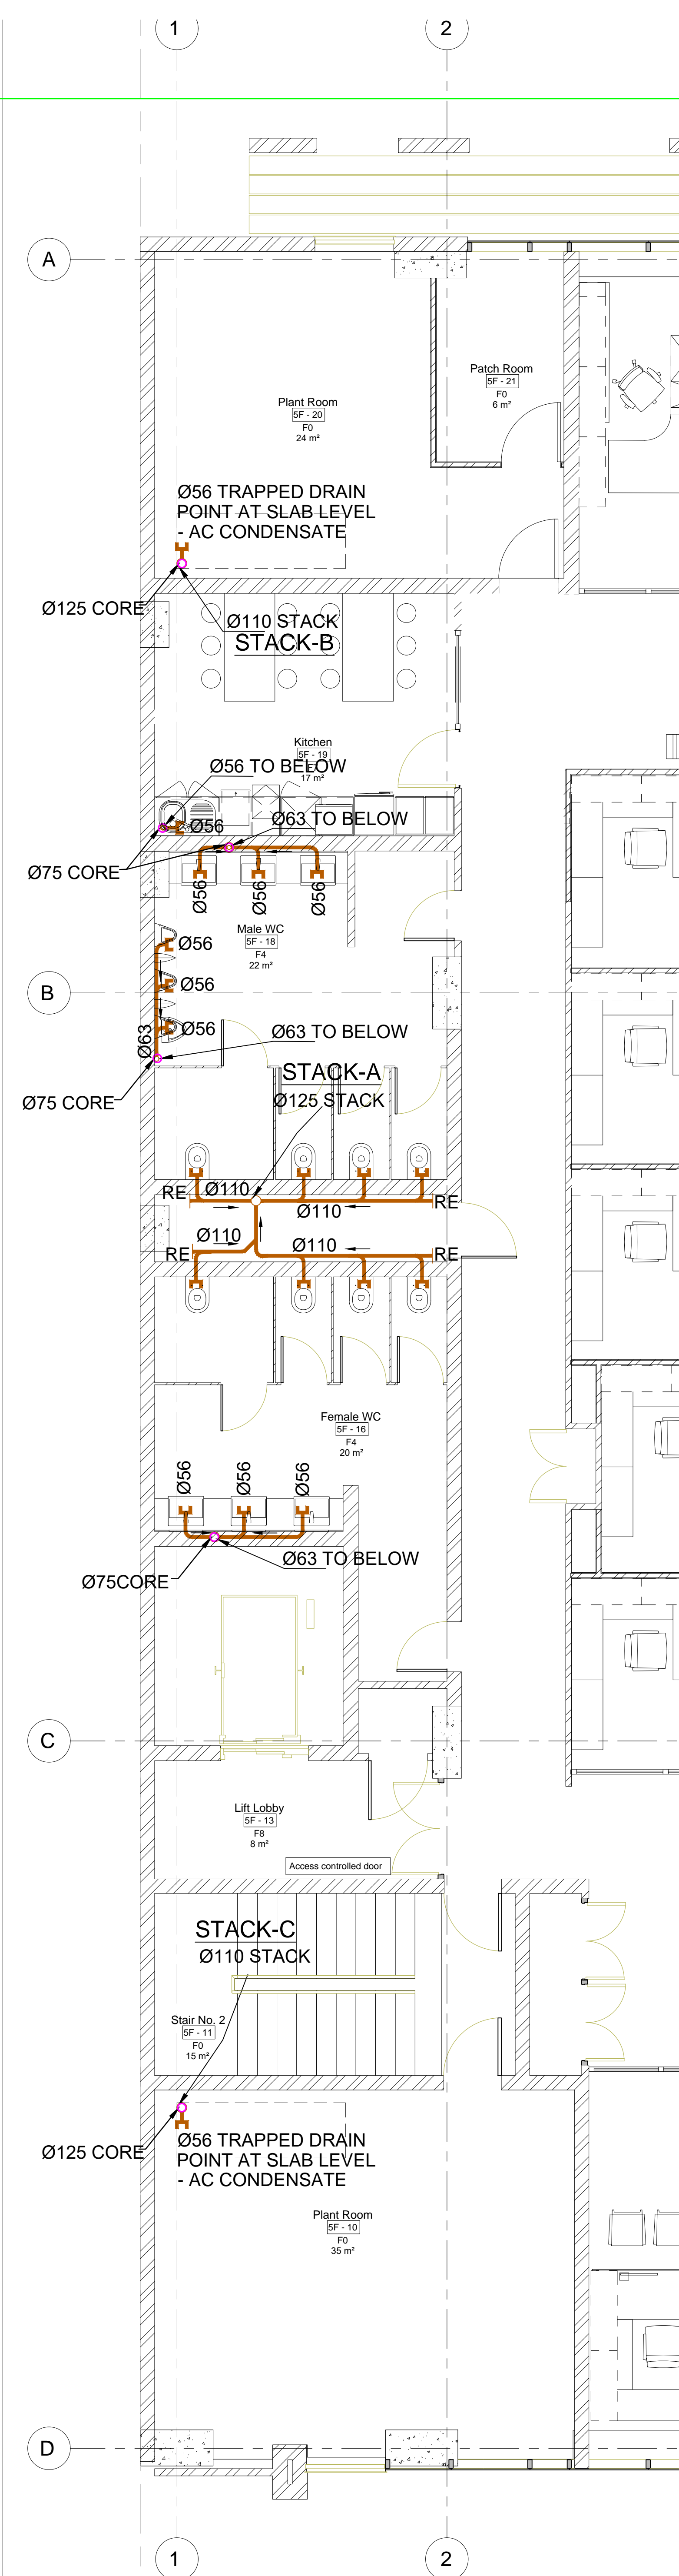 1
2
A
Patch Room
5F - 21
F0
6 m²
Plant Room
5F - 20
F0
24 m²
Ø56 TRAPPED DRAIN
POINT AT SLAB LEVEL
- AC CONDENSATE
Ø125 CORE
Ø110 STACK
STACK-B
Kitchen
5F - 19
17 m²
Ø56 TO BELOW
Ø56
Ø63 TO BELOW
Ø75 CORE
Ø56
Ø56
Ø56
Male WC
5F - 18
F4
22 m²
Ø56
Ø56
B
Ø56
Ø63
Ø63 TO BELOW
Ø75 CORE
STACK-A
Ø125 STACK
RE
Ø110
Ø110
RE
Ø110
Ø110
RE
RE
Female WC
5F - 16
F4
20 m²
Ø56
Ø56
Ø56
Ø63 TO BELOW
Ø75CORE
C
Lift Lobby
5F - 13
F8
8 m²
Access controlled door
STACK-C
Ø110 STACK
Stair No. 2
5F - 11
F0
15 m²
Ø125 CORE
Ø56 TRAPPED DRAIN
POINT AT SLAB LEVEL
- AC CONDENSATE
Plant Room
5F - 10
F0
35 m²
D
1
2